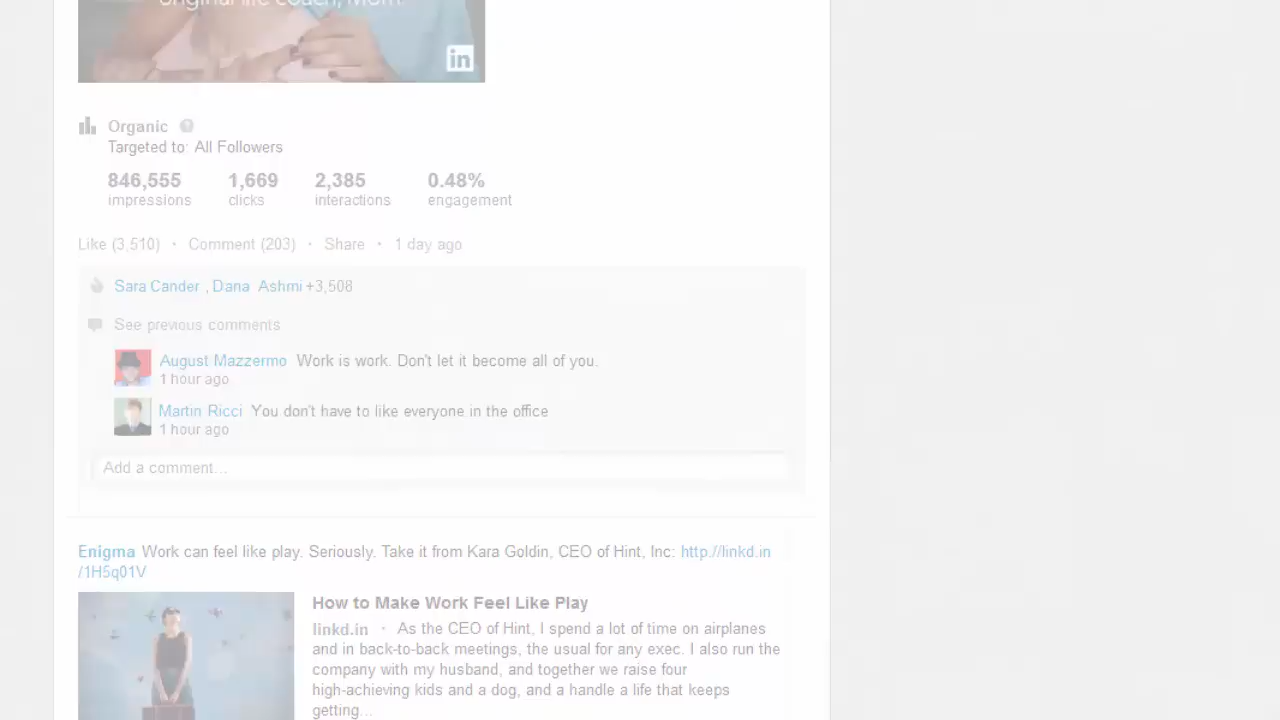 original life coach, Mom.
in
Organic ?
Targeted to: All Followers
846,555 1,669 2,385 0.48%
impressions clicks interactions engagement
Like (3,510) · Comment (203) · Share · 1 day ago
Sara Cander , Dana Ashmi +3,508
See previous comments
August Mazzermo Work is work. Don't let it become all of you.
1 hour ago
Martin Ricci You don't have to like everyone in the office
1 hour ago
Add a comment...
Enigma Work can feel like play. Seriously. Take it from Kara Goldin, CEO of Hint, Inc: http://linkd.in
/1H5q01V
How to Make Work Feel Like Play
linkd.in · As the CEO of Hint, I spend a lot of time on airplanes
and in back-to-back meetings, the usual for any exec. I also run the
company with my husband, and together we raise four
high-achieving kids and a dog, and a handle a life that keeps
getting...